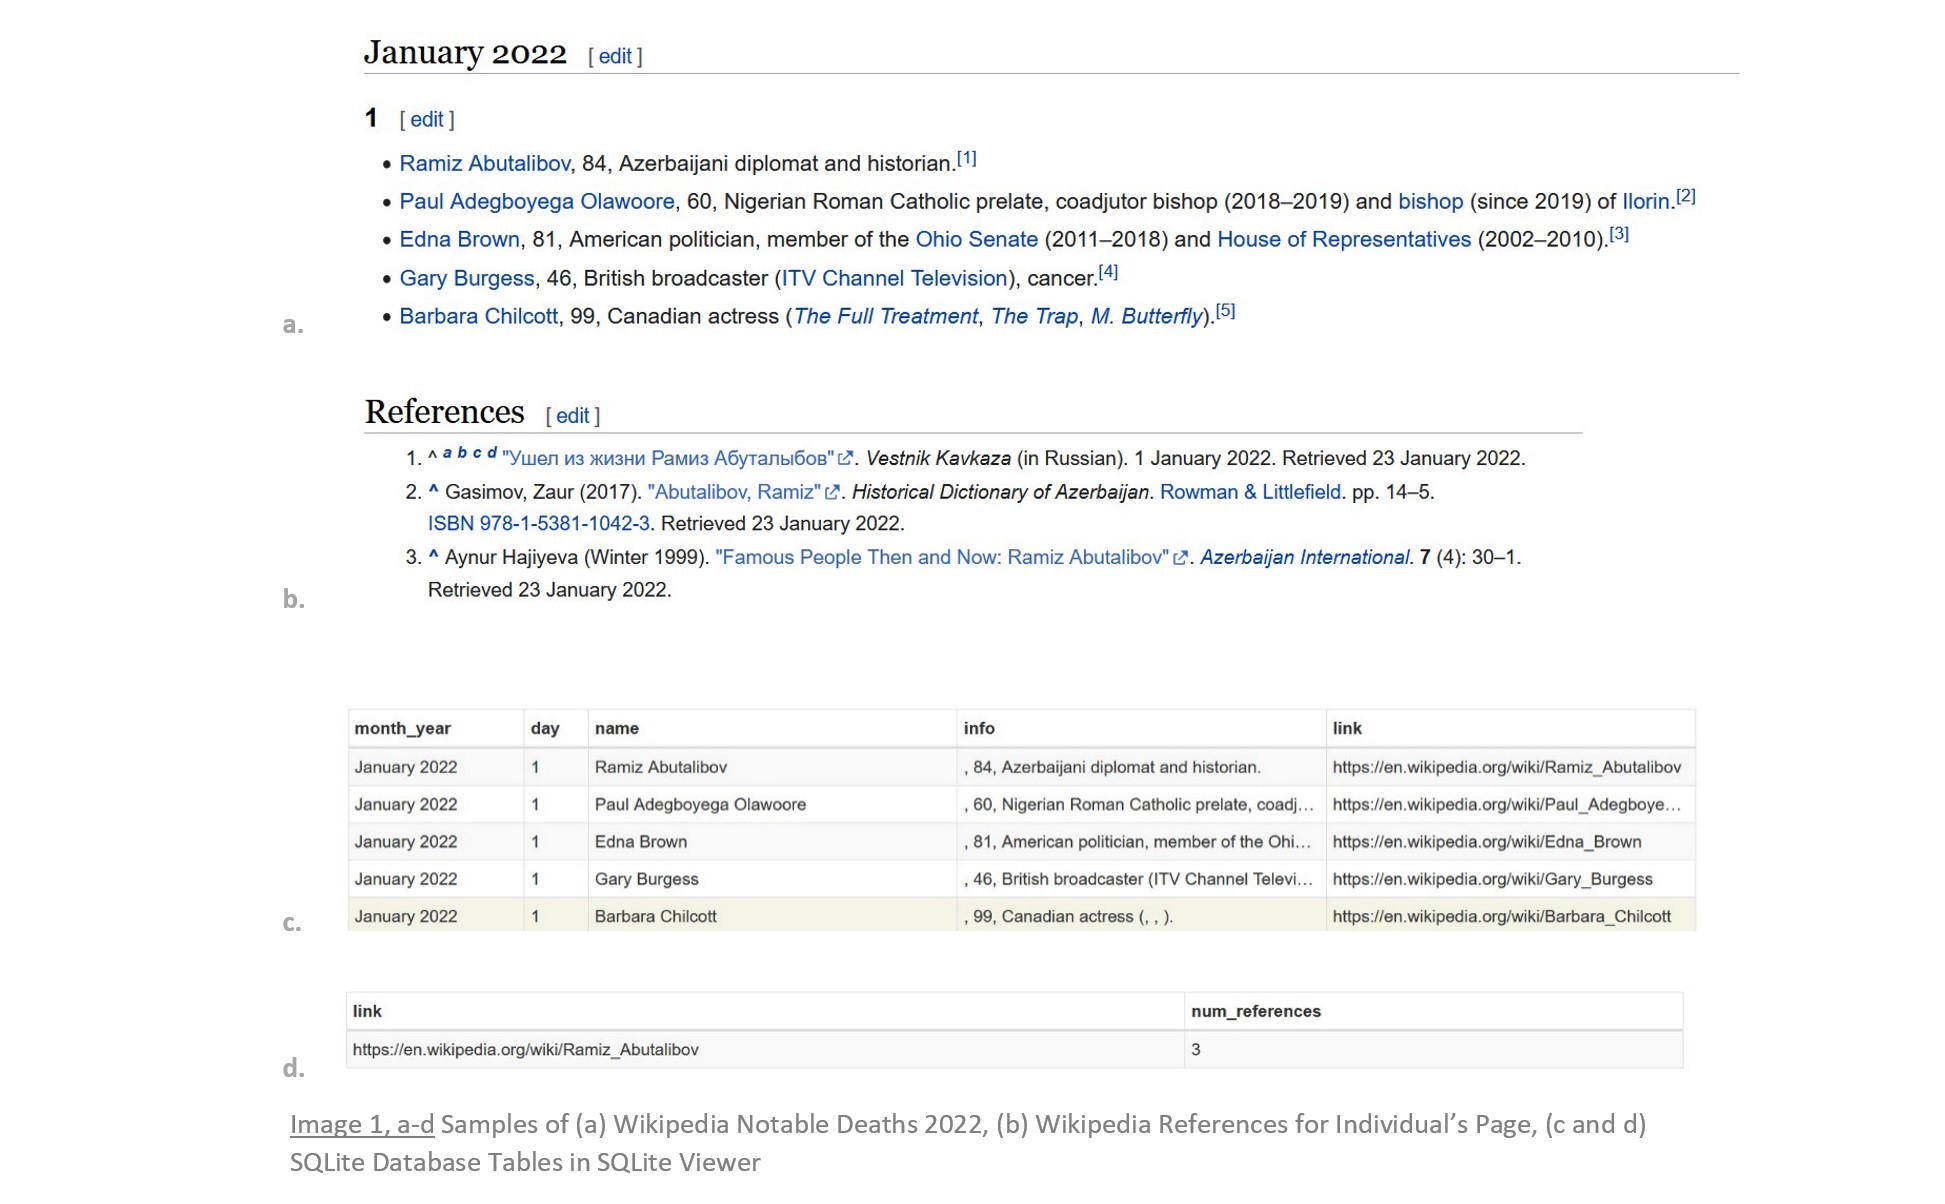 January 2022 [ edit ]
1 [ edit ]
• Ramiz Abutalibov, 84, Azerbaijani diplomat and historian.[1]
• Paul Adegboyega Olawoore, 60, Nigerian Roman Catholic prelate, coadjutor bishop (2018–2019) and bishop (since 2019) of Ilorin.[2]
• Edna Brown, 81, American politician, member of the Ohio Senate (2011–2018) and House of Representatives (2002–2010).[3]
• Gary Burgess, 46, British broadcaster (ITV Channel Television), cancer.[4]
• Barbara Chilcott, 99, Canadian actress (The Full Treatment, The Trap, M. Butterfly).[5]
a.
References [ edit ]
1. ^ a b c d "Ушел из жизни Рамиз Абуталыбов". Vestnik Kavkaza (in Russian). 1 January 2022. Retrieved 23 January 2022.
2. ^ Gasimov, Zaur (2017). "Abutalibov, Ramiz". Historical Dictionary of Azerbaijan. Rowman & Littlefield. pp. 14–5.
ISBN 978-1-5381-1042-3. Retrieved 23 January 2022.
3. ^ Aynur Hajiyeva (Winter 1999). "Famous People Then and Now: Ramiz Abutalibov". Azerbaijan International. 7 (4): 30–1.
Retrieved 23 January 2022.
b.
month_year day name info link
January 2022 1 Ramiz Abutalibov , 84, Azerbaijani diplomat and historian. https://en.wikipedia.org/wiki/Ramiz_Abutalibov
January 2022 1 Paul Adegboyega Olawoore , 60, Nigerian Roman Catholic prelate, coadj... https://en.wikipedia.org/wiki/Paul_Adegboye...
January 2022 1 Edna Brown , 81, American politician, member of the Ohi... https://en.wikipedia.org/wiki/Edna_Brown
January 2022 1 Gary Burgess , 46, British broadcaster (ITV Channel Televi... https://en.wikipedia.org/wiki/Gary_Burgess
January 2022 1 Barbara Chilcott , 99, Canadian actress (, , ). https://en.wikipedia.org/wiki/Barbara_Chilcott
c.
link num_references
https://en.wikipedia.org/wiki/Ramiz_Abutalibov 3
d.
Image 1, a-d Samples of (a) Wikipedia Notable Deaths 2022, (b) Wikipedia References for Individual’s Page, (c and d)
SQLite Database Tables in SQLite Viewer